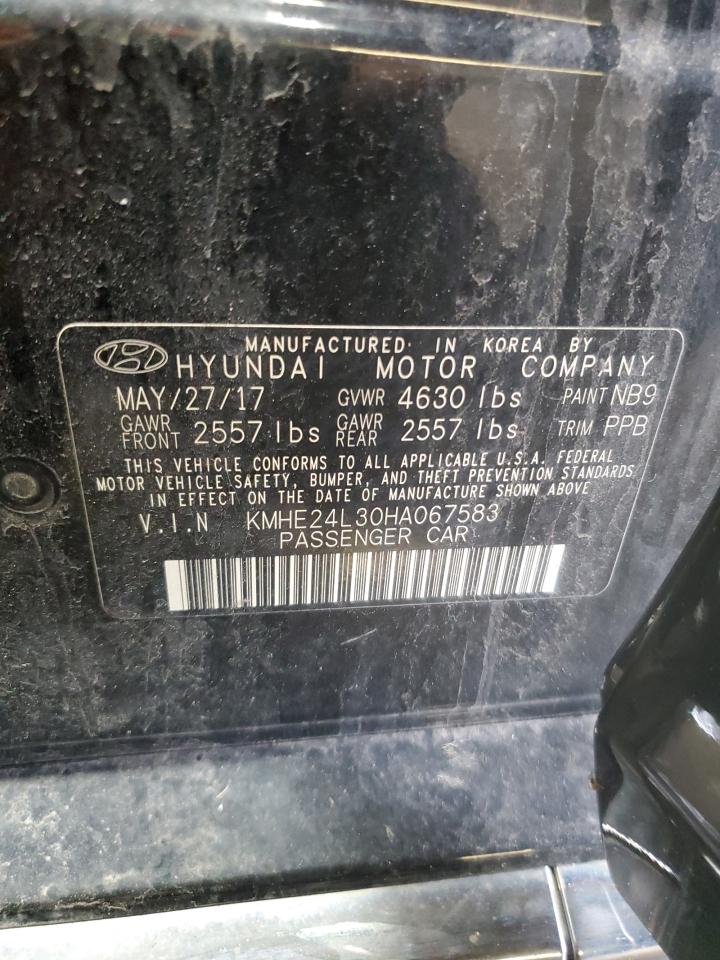 MANUFACTURED IN KOREA BY
HYUNDAI MOTOR COMPANY
MAY/27/17 GVWR 4630 lbs PAINT NB9
GAWR FRONT 2557 lbs GAWR REAR 2557 lbs TRIM PPB
THIS VEHICLE CONFORMS TO ALL APPLICABLE U.S.A. FEDERAL
MOTOR VEHICLE SAFETY, BUMPER, AND THEFT PREVENTION STANDARDS
IN EFFECT ON THE DATE OF MANUFACTURE SHOWN ABOVE
V.I.N KMHE24L30HA067583
PASSENGER CAR